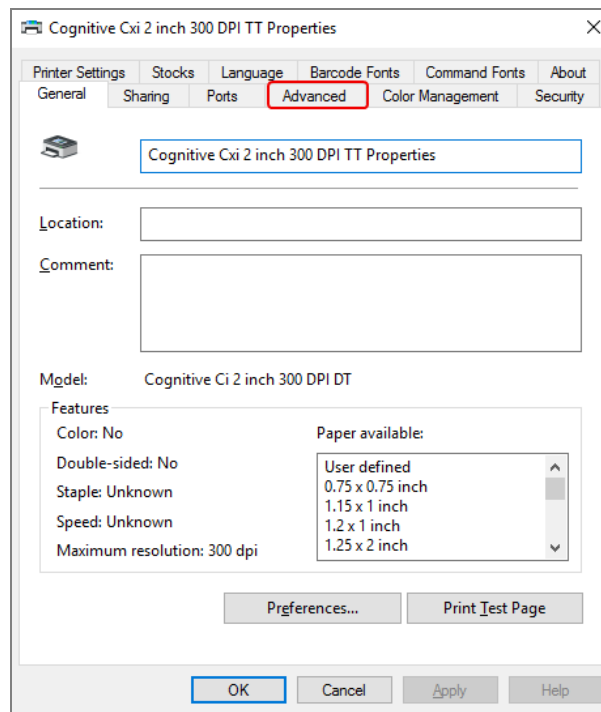 Cognitive Cxi 2 inch 300 DPI TT Properties
Printer Settings Stocks Language Barcode Fonts Command Fonts About
General Sharing Ports Advanced Color Management Security
Cognitive Cxi 2 inch 300 DPI TT Properties
Location:
Comment:
Model: Cognitive Ci 2 inch 300 DPI DT
Features
Color: No Paper available:
Double-sided: No User defined
Staple: Unknown 0.75 x 0.75 inch
Speed: Unknown 1.15 x 1 inch
Maximum resolution: 300 dpi 1.2 x 1 inch
1.25 x 2 inch
Preferences... Print Test Page
OK Cancel Apply Help